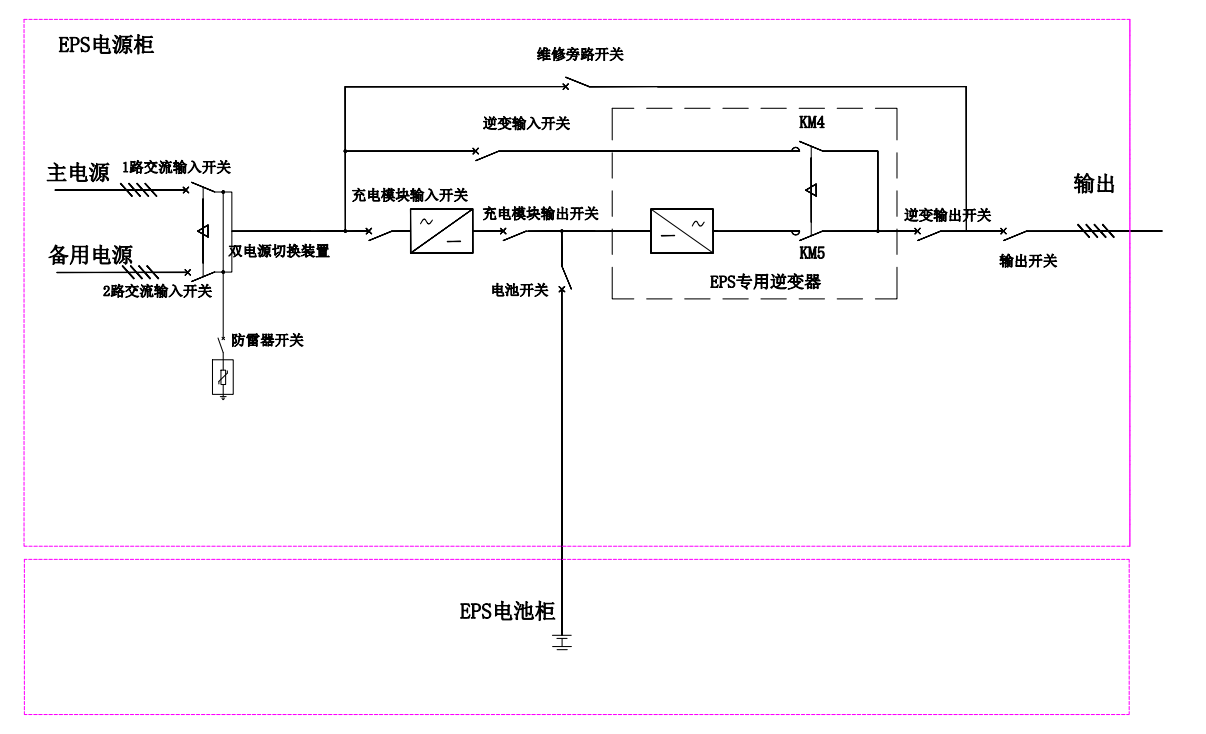 EPS电源柜
维修旁路开关
逆变输入开关
KM4
主电源
1路交流输入开关
充电模块输入开关
充电模块输出开关
逆变输出开关
输出
备用电源
双电源切换装置
KM5
输出开关
2路交流输入开关
电池开关
EPS专用逆变器
防雷器开关
EPS电池柜